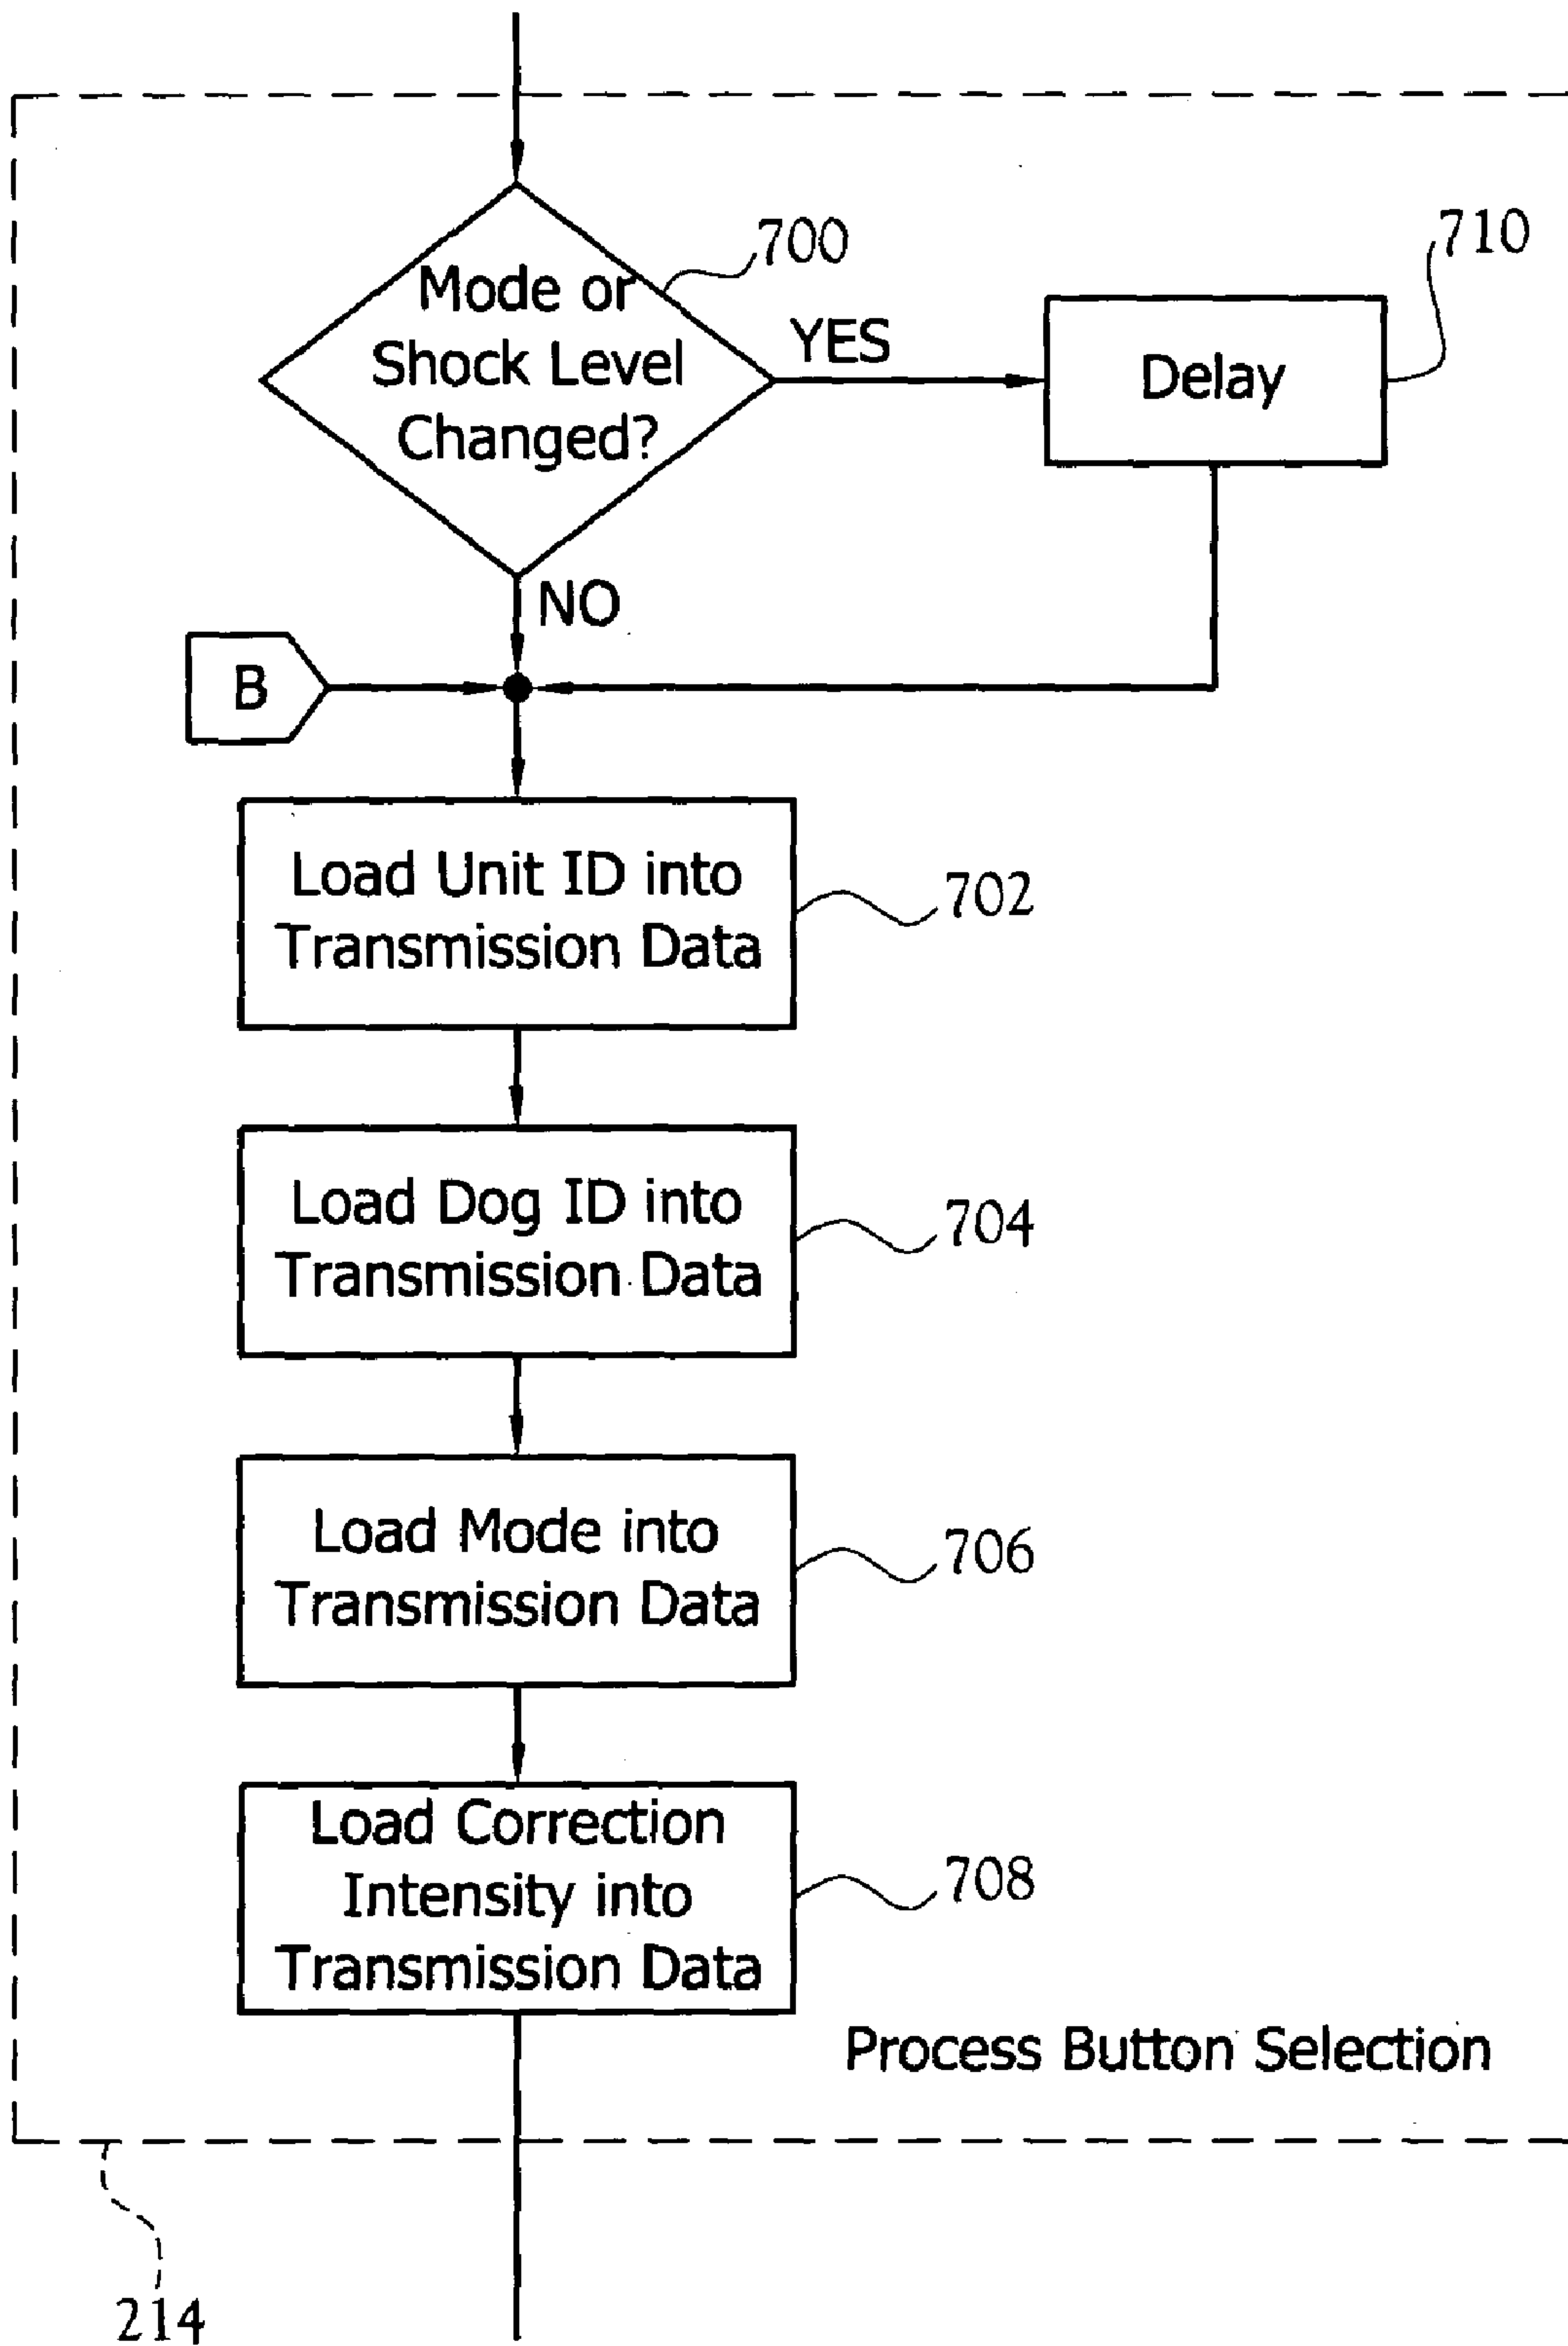 700
710
Mode or
Shock Level
Changed?
YES
Delay
NO
B
Load Unit ID into
Transmission Data
702
Load Dog ID into
Transmission Data
704
Load Mode into
Transmission Data
706
Load Correction
Intensity into
Transmission Data
708
Process Button Selection
214